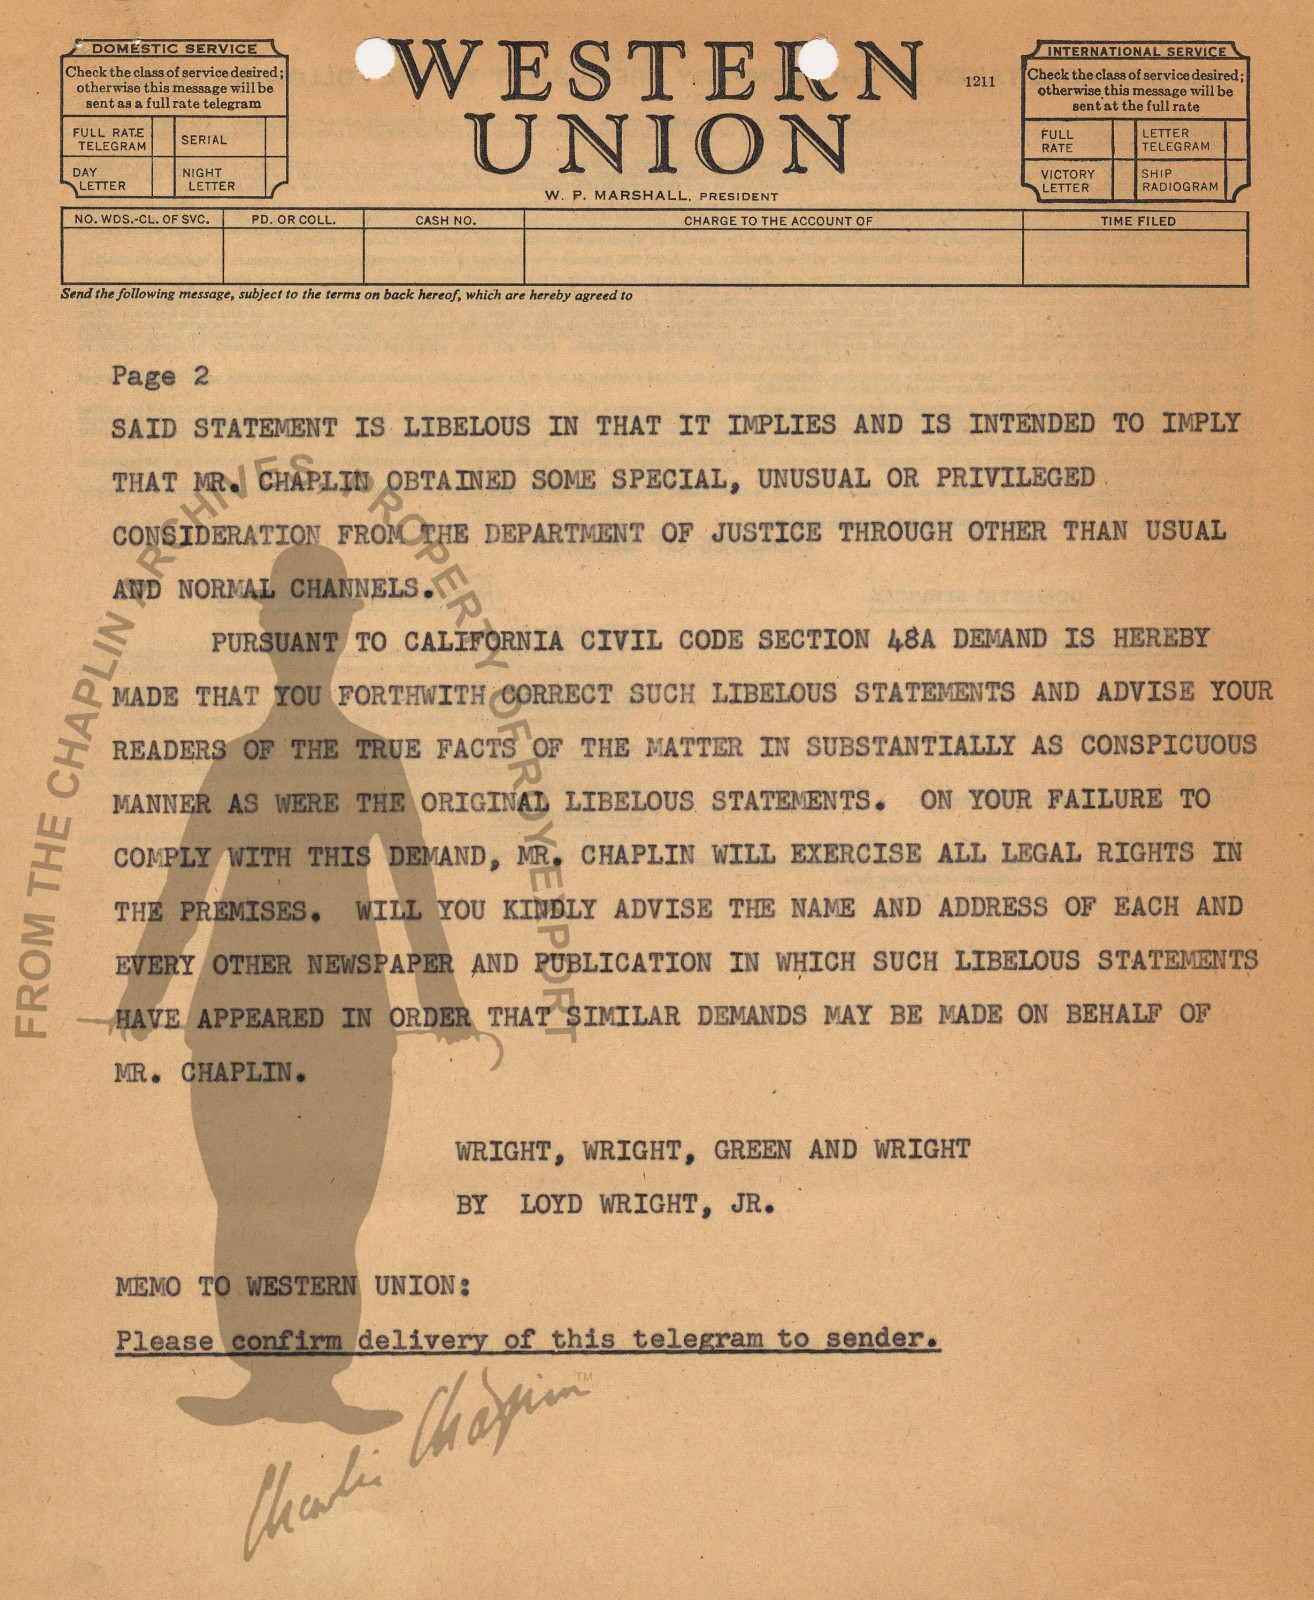 DOMESTIC SERVICE
Check the class of service desired;
otherwise this message will be
sent as a full rate telegram
FULL RATE
TELEGRAM
SERIAL
DAY
LETTER
NIGHT
LETTER
WESTERN
UNION
1211
W. P. MARSHALL, PRESIDENT
INTERNATIONAL SERVICE
Check the class of service desired;
otherwise this message will be
sent at the full rate
FULL
RATE
LETTER
TELEGRAM
VICTORY
LETTER
SHIP
RADIOGRAM
NO. WDS.-CL. OF SVC.
PD. OR COLL.
CASH NO.
CHARGE TO THE ACCOUNT OF
TIME FILED
Send the following message, subject to the terms on back hereof, which are hereby agreed to
Page 2
SAID STATEMENT IS LIBELOUS IN THAT IT IMPLIES AND IS INTENDED TO IMPLY
THAT MR. CHAPLIN OBTAINED SOME SPECIAL, UNUSUAL OR PRIVILEGED
CONSIDERATION FROM THE DEPARTMENT OF JUSTICE THROUGH OTHER THAN USUAL
AND NORMAL CHANNELS.
PURSUANT TO CALIFORNIA CIVIL CODE SECTION 48A DEMAND IS HEREBY
MADE THAT YOU FORTHWITH CORRECT SUCH LIBELOUS STATEMENTS AND ADVISE YOUR
READERS OF THE TRUE FACTS OF THE MATTER IN SUBSTANTIALLY AS CONSPICUOUS
MANNER AS WERE THE ORIGINAL LIBELOUS STATEMENTS. ON YOUR FAILURE TO
COMPLY WITH THIS DEMAND, MR. CHAPLIN WILL EXERCISE ALL LEGAL RIGHTS IN
THE PREMISES. WILL YOU KINDLY ADVISE THE NAME AND ADDRESS OF EACH AND
EVERY OTHER NEWSPAPER AND PUBLICATION IN WHICH SUCH LIBELOUS STATEMENTS
HAVE APPEARED IN ORDER THAT SIMILAR DEMANDS MAY BE MADE ON BEHALF OF
MR. CHAPLIN.
WRIGHT, WRIGHT, GREEN AND WRIGHT
BY LOYD WRIGHT, JR.
MEMO TO WESTERN UNION:
Please confirm delivery of this telegram to sender.
FROM THE CHAPLIN ARCHIVES, PROPERTY OF ROY EXPORT
Charlie Chaplin™